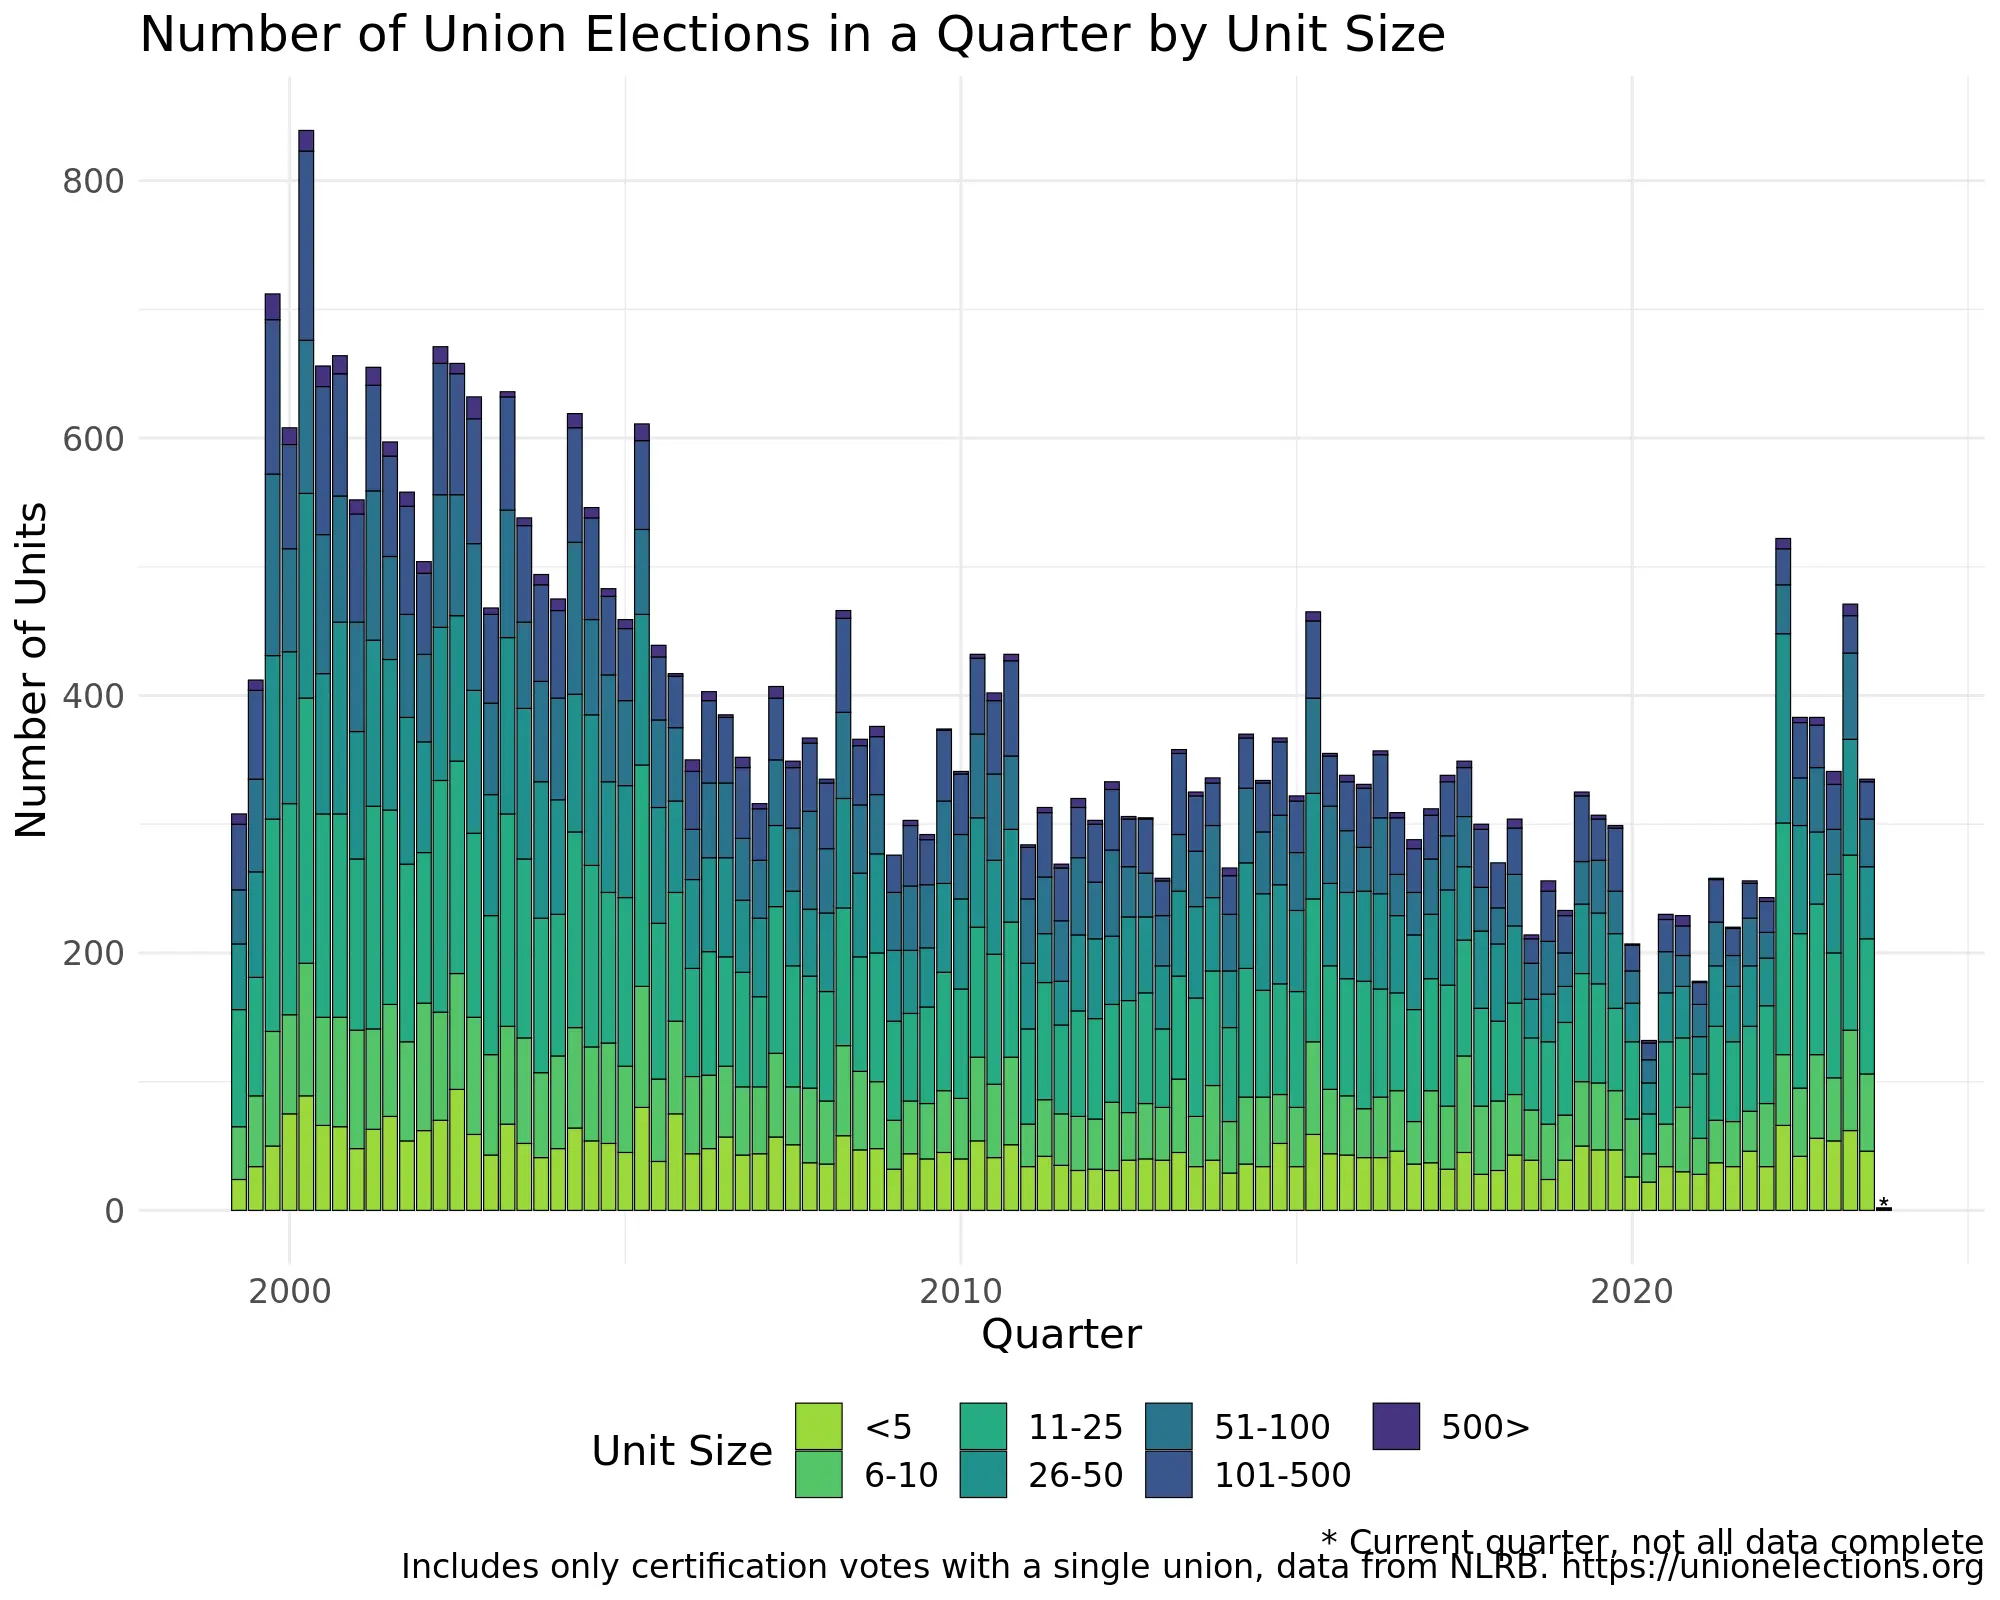 Number of Union Elections in a Quarter by Unit Size
Number of Units
800
600
400
200
0
*
2000
2010
2020
Quarter
Unit Size
<5
11-25
51-100
500>
6-10
26-50
101-500
* Current quarter, not all data complete
Includes only certification votes with a single union, data from NLRB. https://unionelections.org